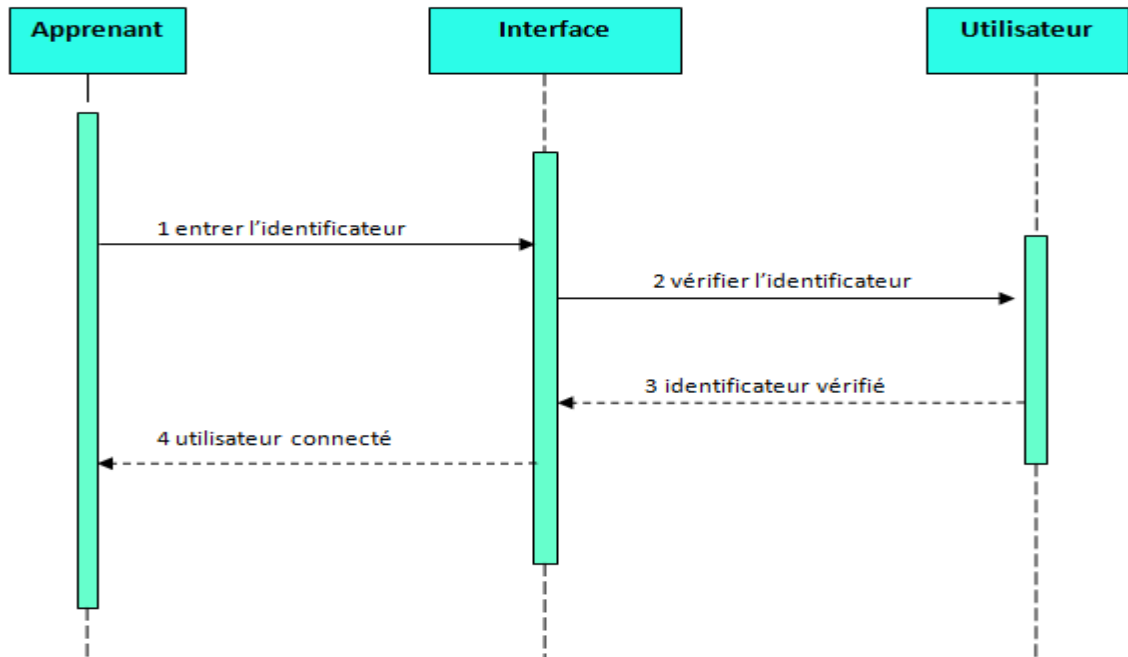 Apprenant
Interface
Utilisateur
1 entrer l’identificateur
2 vérifier l’identificateur
3 identificateur vérifié
4 utilisateur connecté